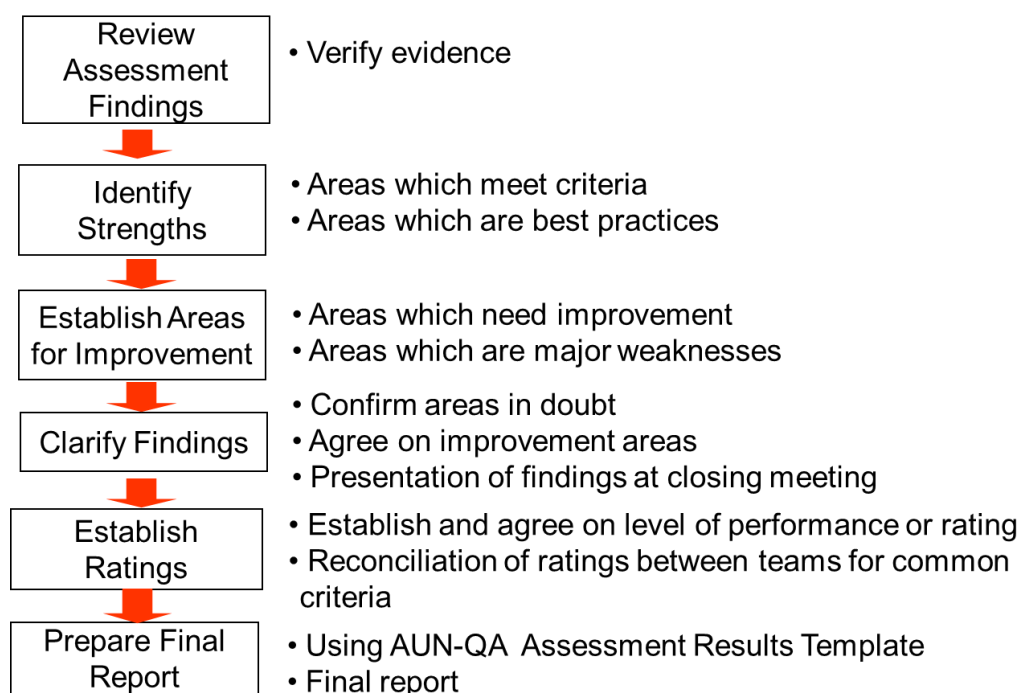 Review
Assessment
Findings
• Verify evidence
Identify
Strengths
• Areas which meet criteria
• Areas which are best practices
Establish Areas
for Improvement
• Areas which need improvement
• Areas which are major weaknesses
Clarify Findings
• Confirm areas in doubt
• Agree on improvement areas
• Presentation of findings at closing meeting
Establish
Ratings
• Establish and agree on level of performance or rating
• Reconciliation of ratings between teams for common
criteria
Prepare Final
Report
• Using AUN-QA Assessment Results Template
• Final report